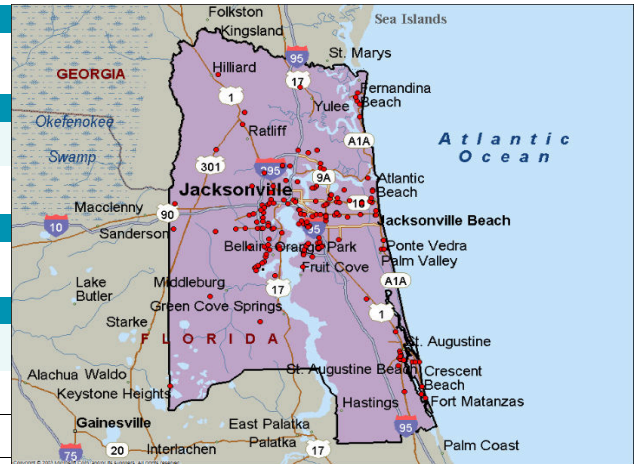 Folkston
Kingsland
Sea Islands
95
St. Marys
Hilliard
GEORGIA
17
Fernandina
Beach
1
Yulee
Okefenokee
Swamp
Ratliff
A1A
Atlantic
Ocean
301
295
9A
Atlantic
Beach
Jacksonville
10
Macclenny
90
Jacksonville Beach
10
Sanderson
95
Bellair
Orange Park
Ponte Vedra
Palm Valley
Fruit Cove
Lake
Butler
Middleburg
17
A1A
Green Cove Springs
1
Starke
FLORIDA
St. Augustine
Alachua
Waldo
St. Augustine Beach
Crescent
Beach
Keystone Heights
Hastings
Fort Matanzas
Gainesville
East Palatka
95
Palatka
75
20
Interlachen
17
Palm Coast